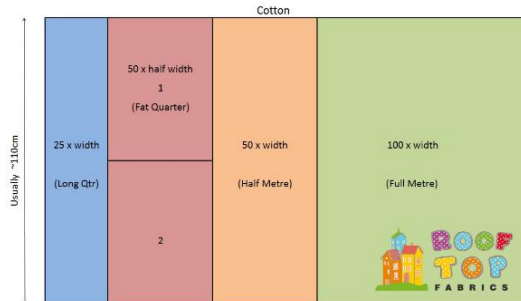 Cotton
Usually ~110cm
25 x width
(Long Qtr)
50 x half width
1
(Fat Quarter)
2
50 x width
(Half Metre)
100 x width
(Full Metre)
ROOF
TOP
FABRICS